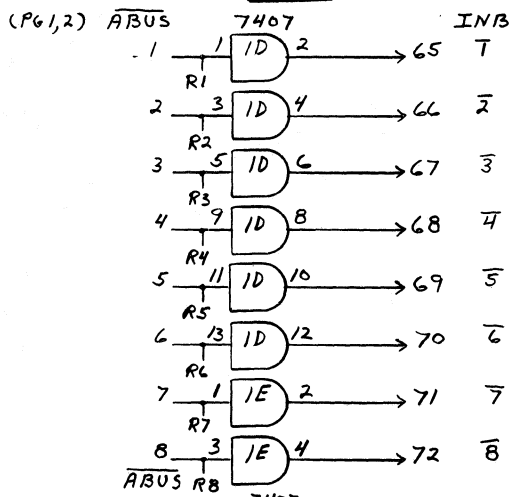 (PG 1,2) A̅B̅U̅S̅ 7407 INB
1 1 1D 2 65 1̅
R1
2 3 1D 4 66 2̅
R2
3 5 1D 6 67 3̅
R3
4 9 1D 8 68 4̅
R4
5 11 1D 10 69 5̅
R5
6 13 1D 12 70 6̅
R6
7 1 1E 2 71 7̅
R7
8 3 1E 4 72 8̅
A̅B̅U̅S̅ R8